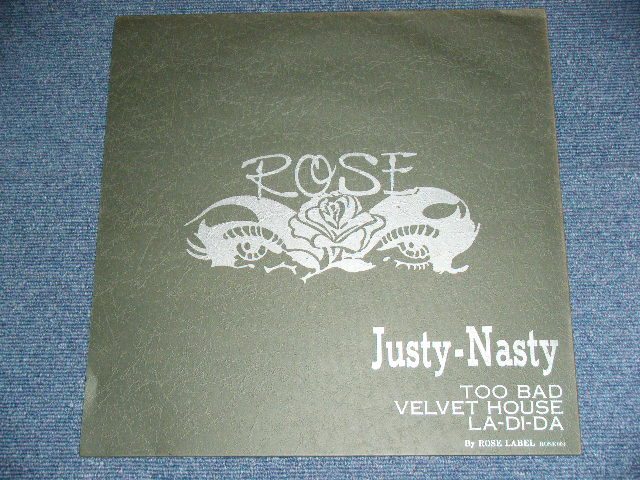 ROSE
Justy-Nasty
TOO BAD
VELVET HOUSE
LA-DI-DA
By ROSE LABEL